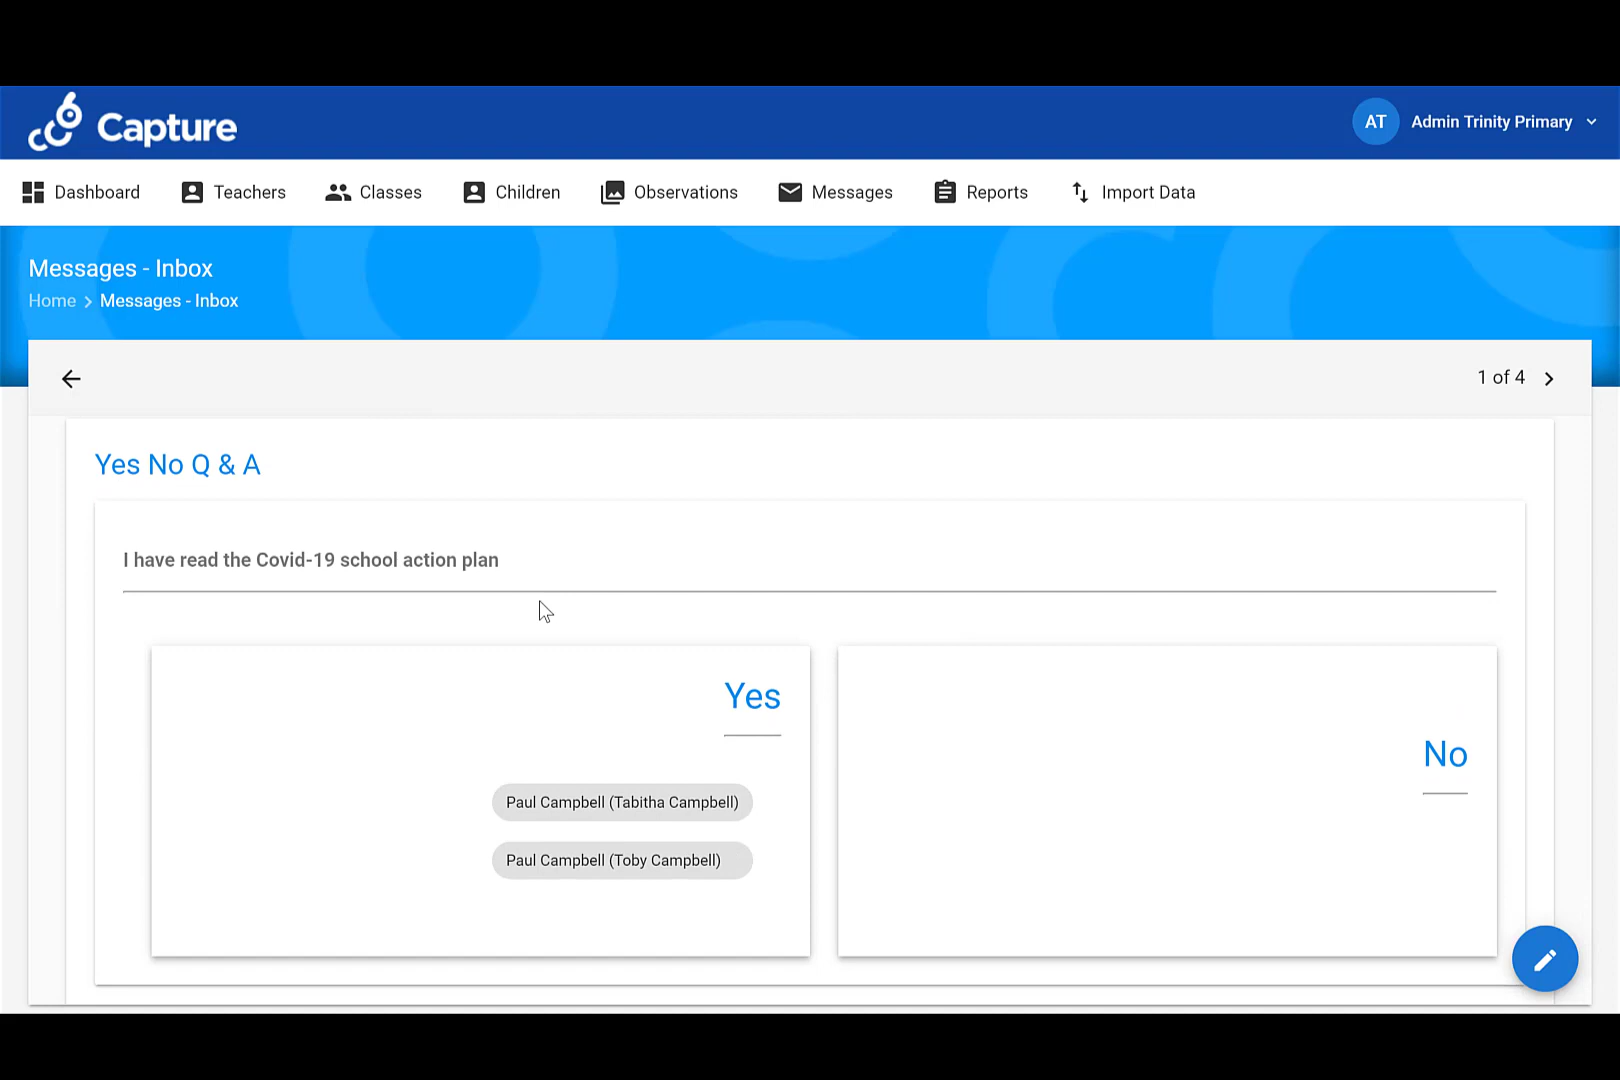 Capture
AT Admin Trinity Primary
Dashboard Teachers Classes Children Observations Messages Reports Import Data
Messages - Inbox
Home > Messages - Inbox
1 of 4
Yes No Q & A
I have read the Covid-19 school action plan
Yes
No
Paul Campbell (Tabitha Campbell)
Paul Campbell (Toby Campbell)